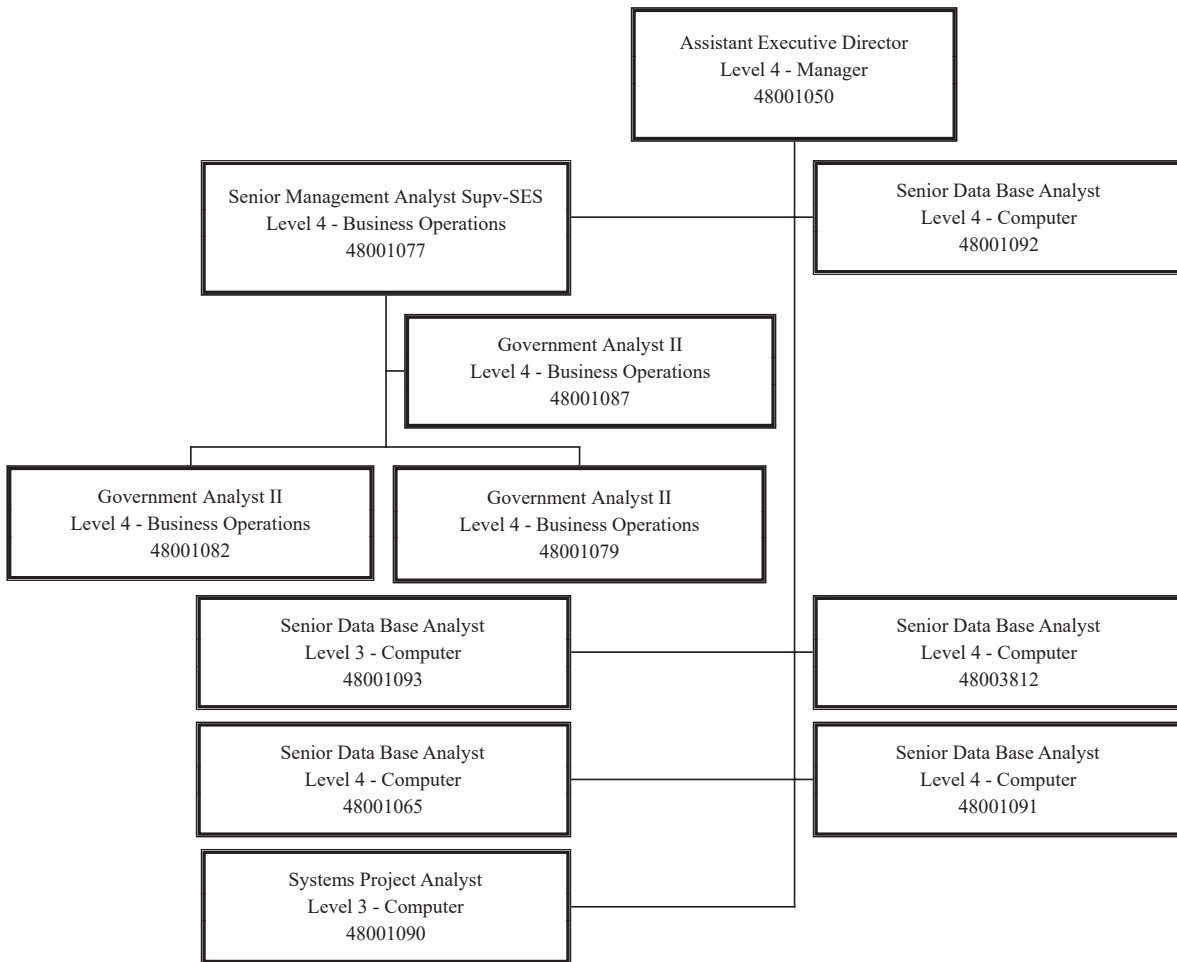 Assistant Executive Director
Level 4 - Manager
48001050
Senior Management Analyst Supv-SES
Level 4 - Business Operations
48001077
Senior Data Base Analyst
Level 4 - Computer
48001092
Government Analyst II
Level 4 - Business Operations
48001087
Government Analyst II
Level 4 - Business Operations
48001082
Government Analyst II
Level 4 - Business Operations
48001079
Senior Data Base Analyst
Level 3 - Computer
48001093
Senior Data Base Analyst
Level 4 - Computer
48003812
Senior Data Base Analyst
Level 4 - Computer
48001065
Senior Data Base Analyst
Level 4 - Computer
48001091
Systems Project Analyst
Level 3 - Computer
48001090